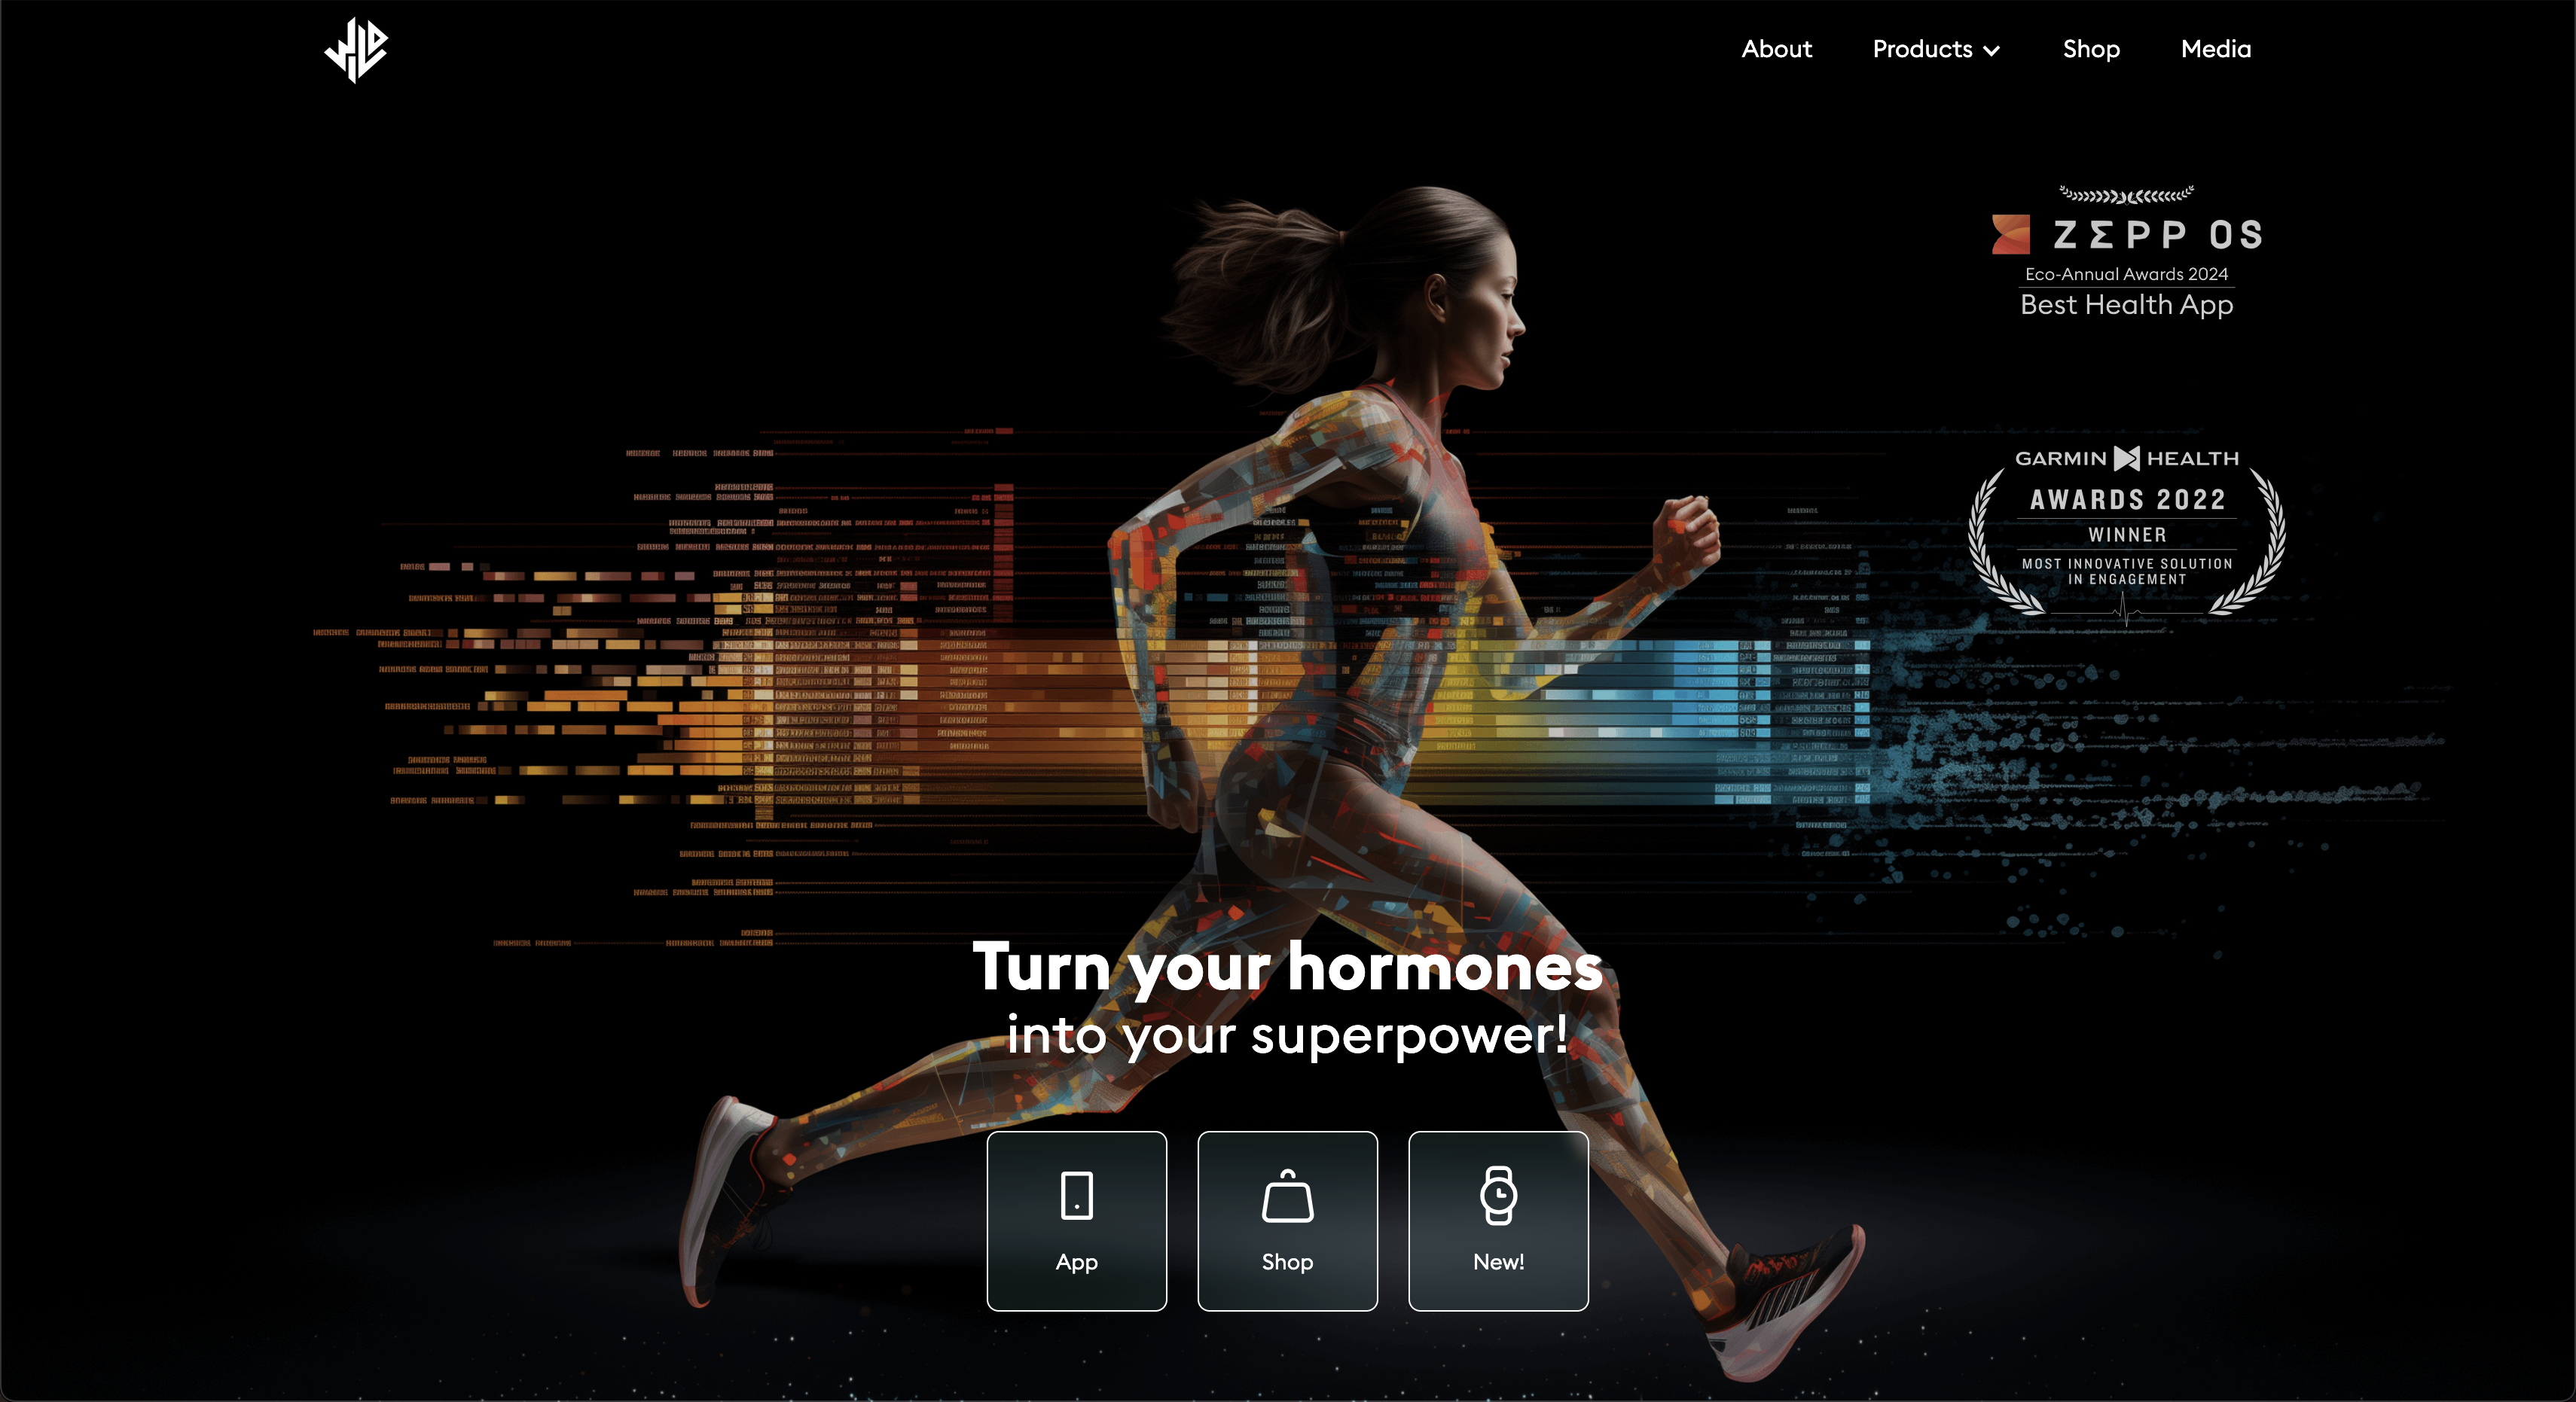 About
Products
Shop
Media
ZΣPP OS
Eco-Annual Awards 2024
Best Health App
GARMIN HEALTH
AWARDS 2022
WINNER
MOST INNOVATIVE SOLUTION
IN ENGAGEMENT
Turn your hormones
into your superpower!
App
Shop
New!